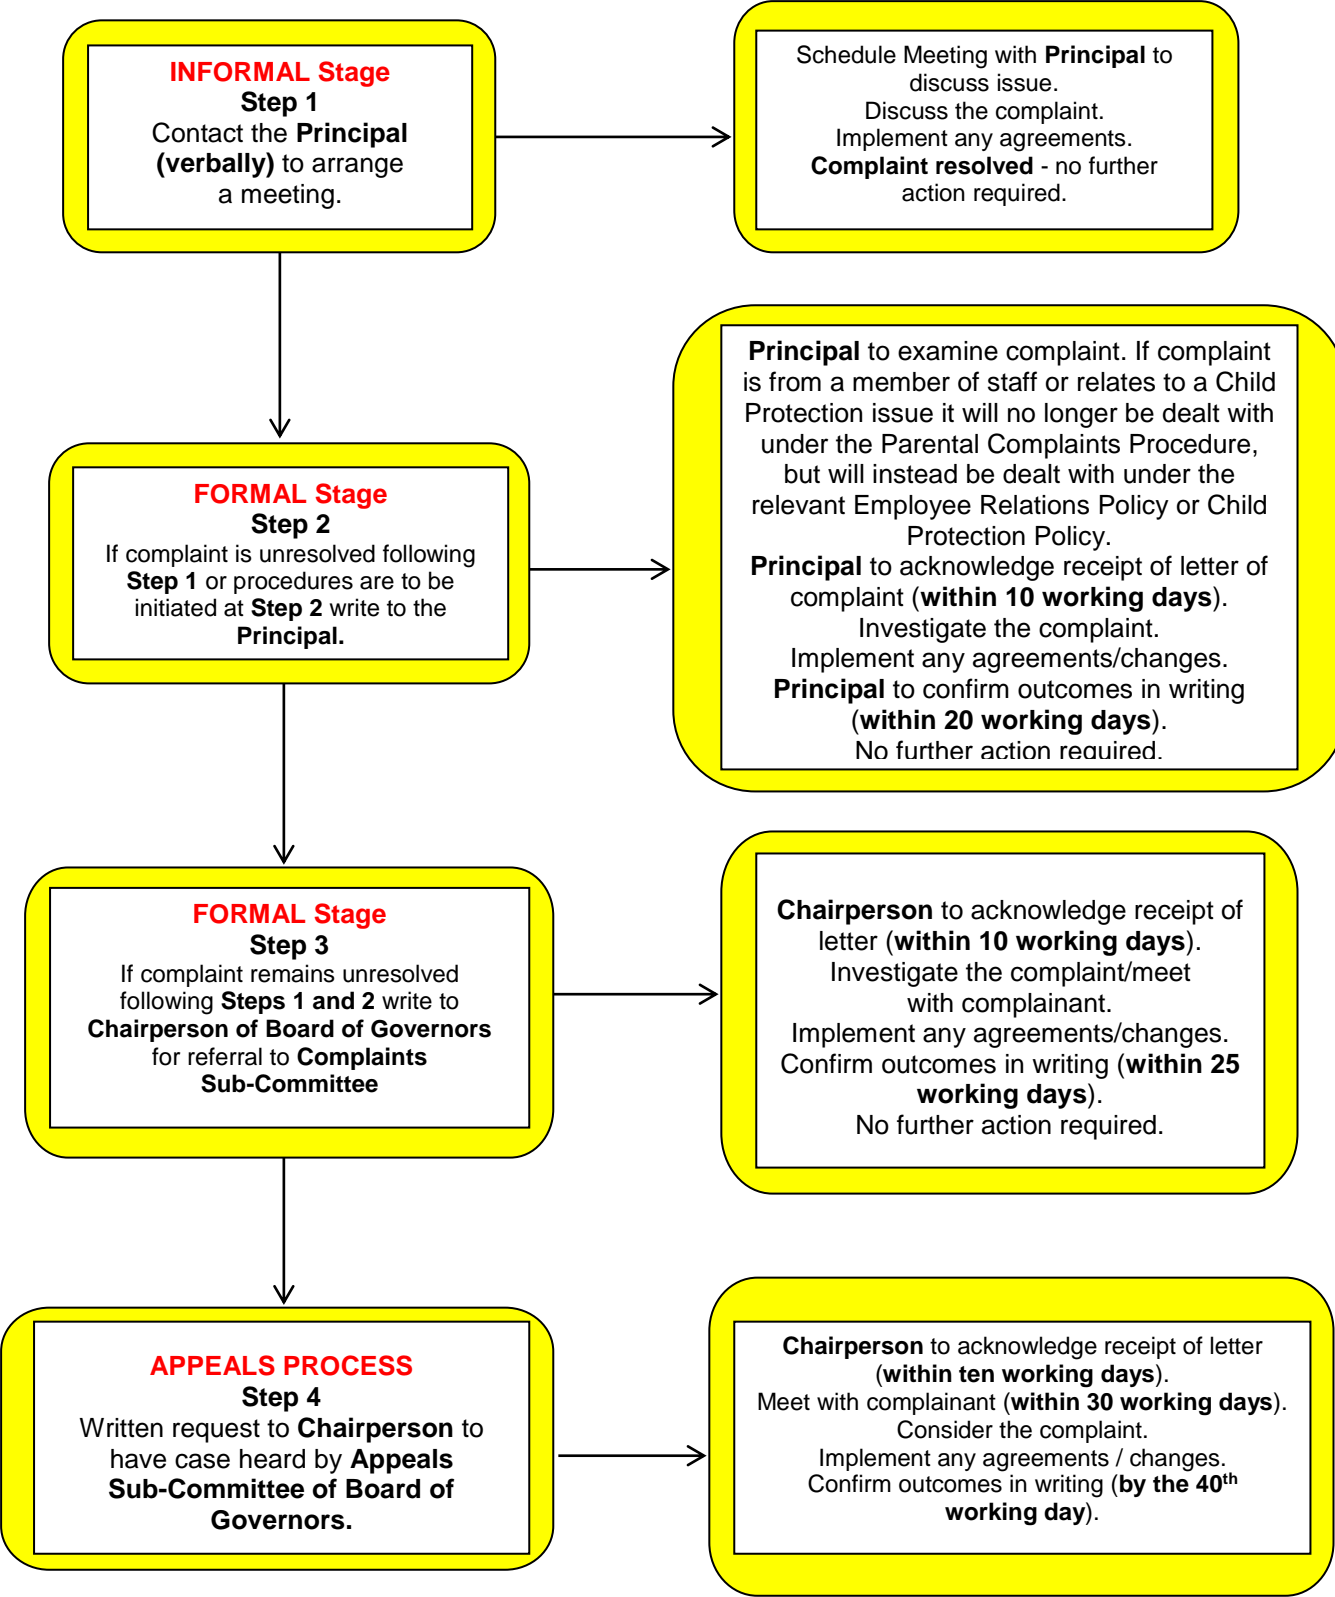 INFORMAL Stage
Step 1
Contact the Principal
(verbally) to arrange
a meeting.
Schedule Meeting with Principal to
discuss issue.
Discuss the complaint.
Implement any agreements.
Complaint resolved - no further
action required.
FORMAL Stage
Step 2
If complaint is unresolved following
Step 1 or procedures are to be
initiated at Step 2 write to the
Principal.
Principal to examine complaint. If complaint
is from a member of staff or relates to a Child
Protection issue it will no longer be dealt with
under the Parental Complaints Procedure,
but will instead be dealt with under the
relevant Employee Relations Policy or Child
Protection Policy.
Principal to acknowledge receipt of letter of
complaint (within 10 working days).
Investigate the complaint.
Implement any agreements/changes.
Principal to confirm outcomes in writing
(within 20 working days).
No further action required.
FORMAL Stage
Step 3
If complaint remains unresolved
following Steps 1 and 2 write to
Chairperson of Board of Governors
for referral to Complaints
Sub-Committee
Chairperson to acknowledge receipt of
letter (within 10 working days).
Investigate the complaint/meet
with complainant.
Implement any agreements/changes.
Confirm outcomes in writing (within 25
working days).
No further action required.
APPEALS PROCESS
Step 4
Written request to Chairperson to
have case heard by Appeals
Sub-Committee of Board of
Governors.
Chairperson to acknowledge receipt of letter
(within ten working days).
Meet with complainant (within 30 working days).
Consider the complaint.
Implement any agreements / changes.
Confirm outcomes in writing (by the 40th
working day).